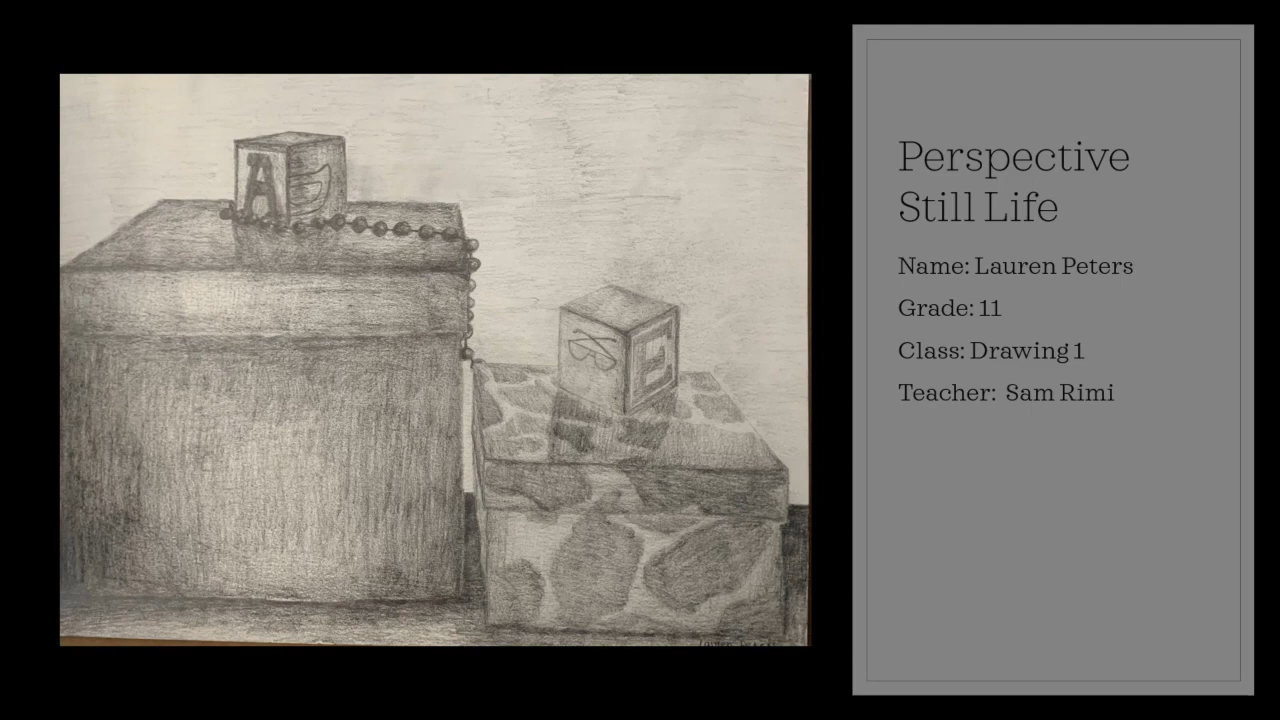 A
Perspective
Still Life
Name: Lauren Peters
Grade: 11
Class: Drawing 1
Teacher: Sam Rimi